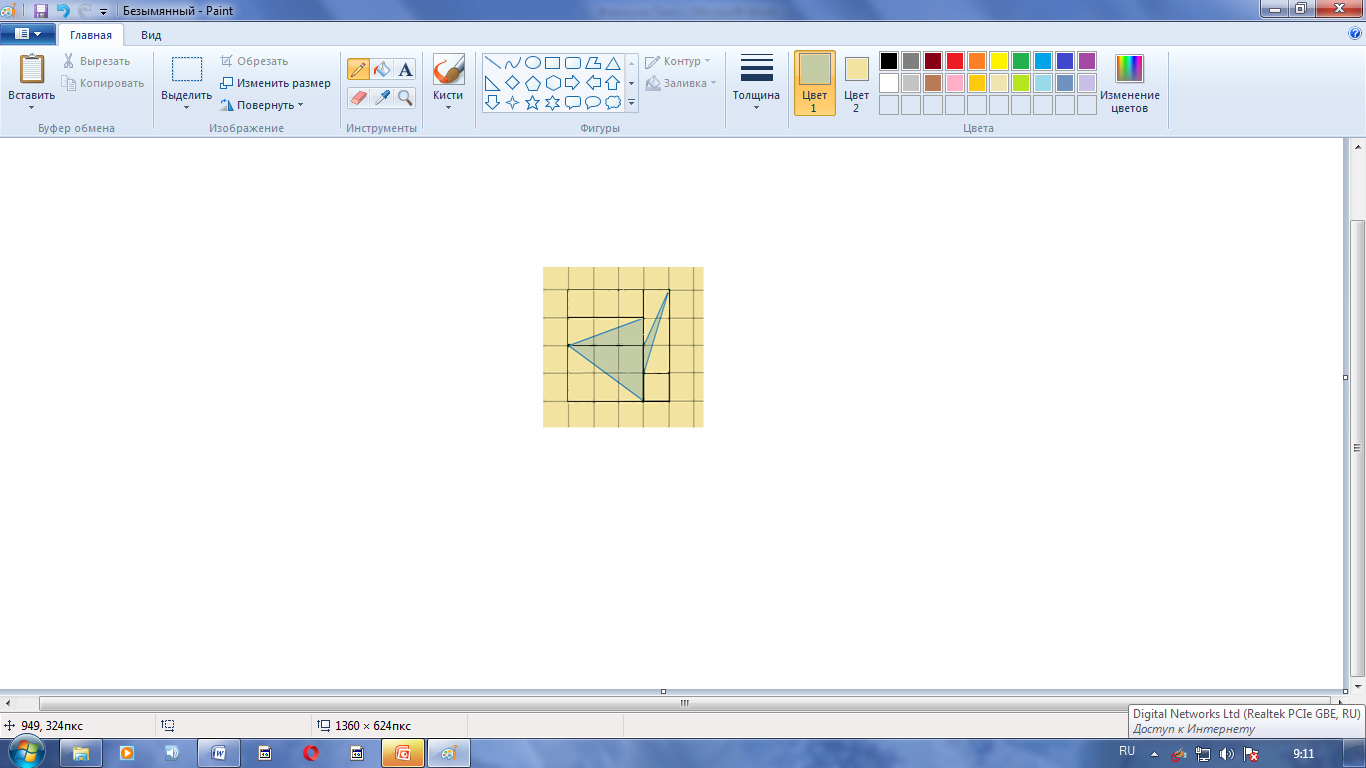 Безымянный - Paint
Главная
Вид
Вставить
Вырезать
Копировать
Буфер обмена
Выделить
Обрезать
Изменить размер
Повернуть
Изображение
A
Инструменты
Кисти
Контур
Заливка
Фигуры
Толщина
Цвет
1
Цвет
2
Изменение
цветов
Цвета
949, 324пкс
1360 × 624пкс
Digital Networks Ltd (Realtek PCIe GBE, RU)
Доступ к Интернету
RU
9:11